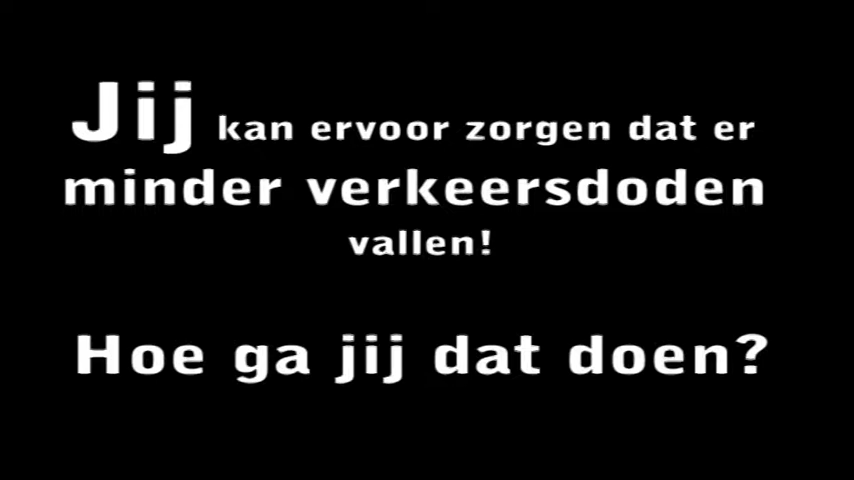 Jij kan ervoor zorgen dat er
minder verkeersdoden
vallen!
Hoe ga jij dat doen?